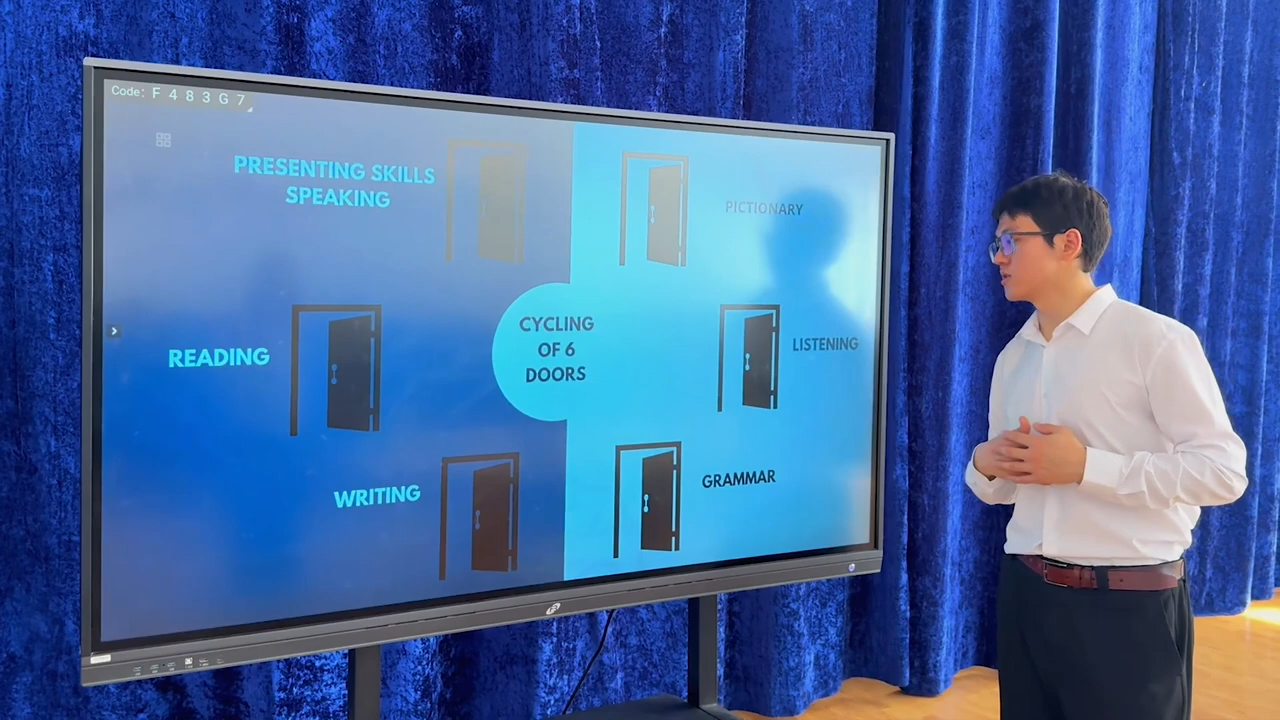 Code: F 4 8 3 G 7
PRESENTING SKILLS
SPEAKING
PICTIONARY
CYCLING
OF 6
DOORS
READING
LISTENING
WRITING
GRAMMAR